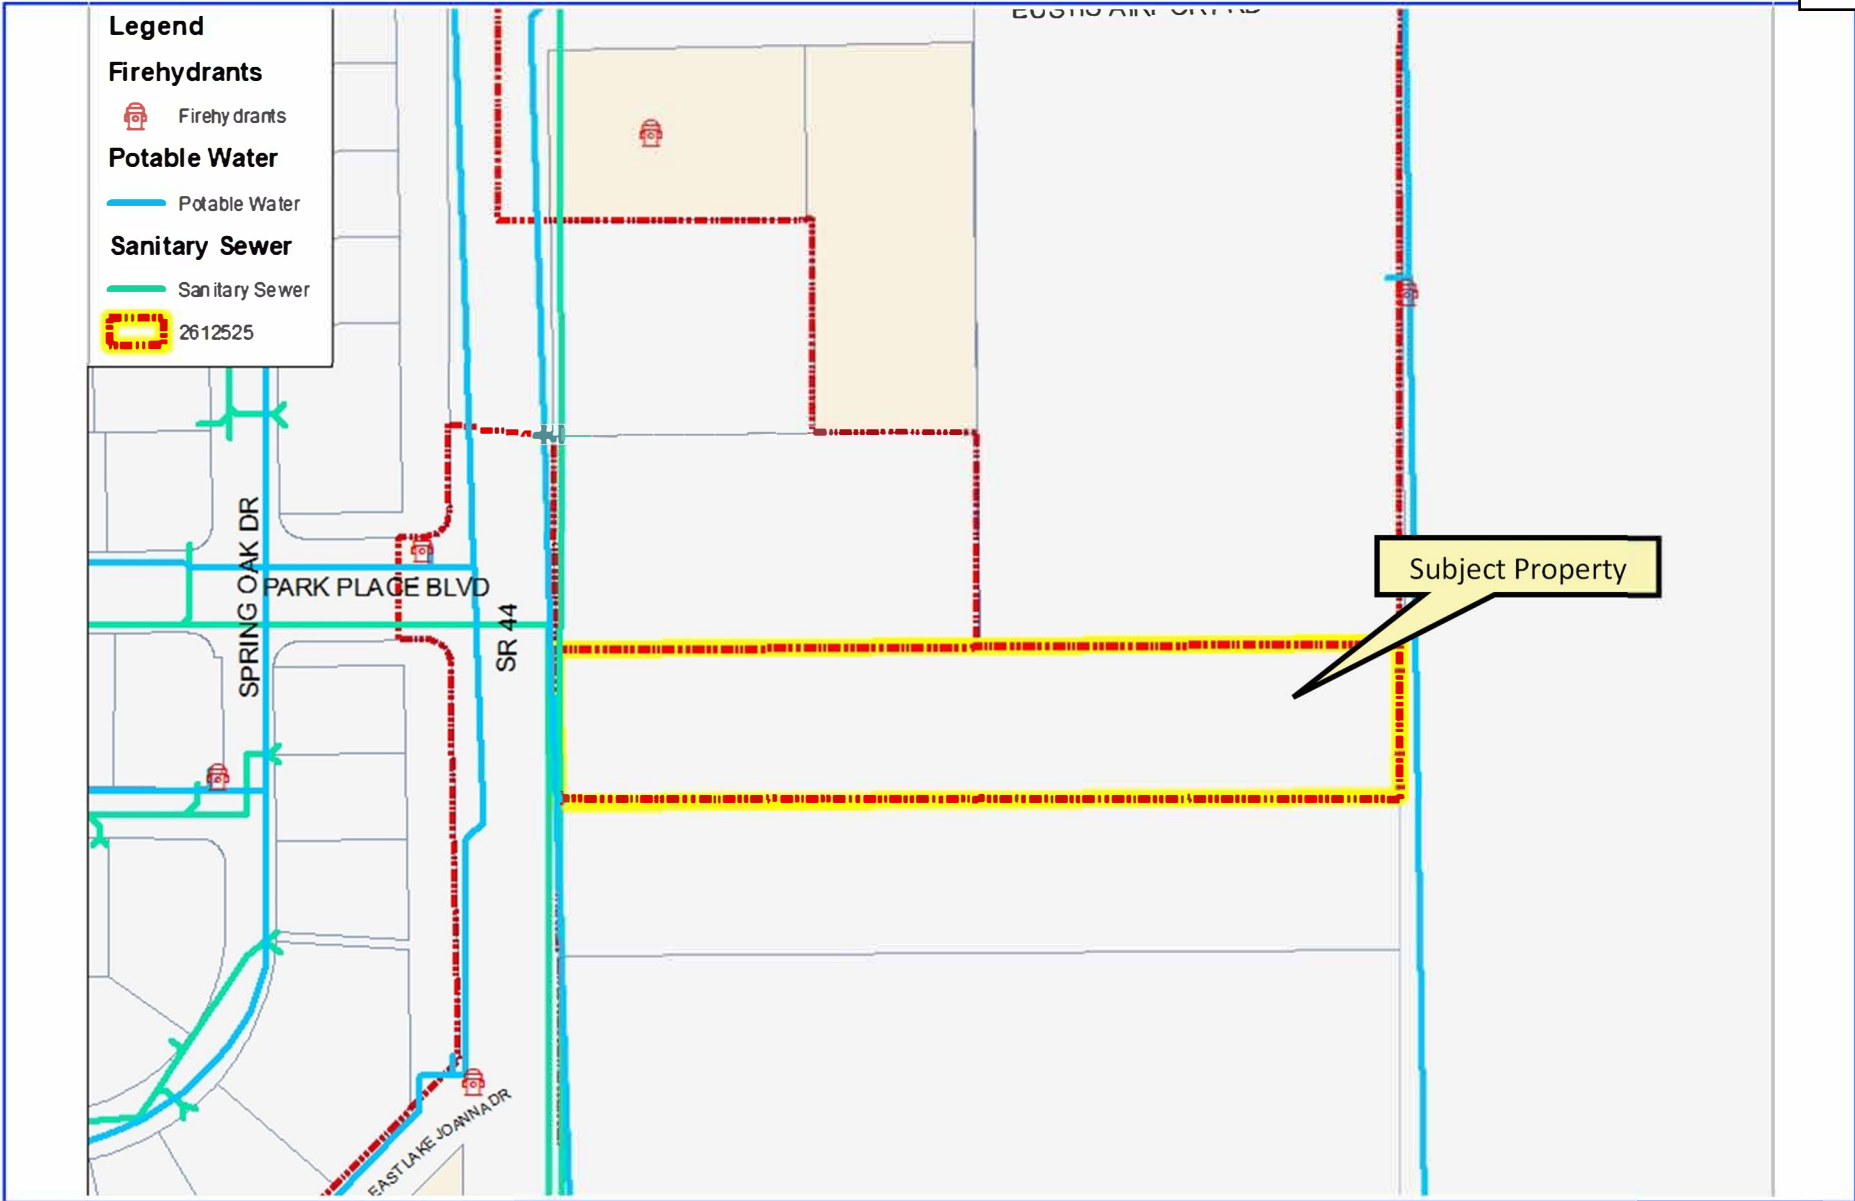 Legend
Firehydrants
Firehydrants
Potable Water
Potable Water
Sanitary Sewer
Sanitary Sewer
2612525
SPRING OAK DR
PARK PLACE BLVD
SR 44
Subject Property
EAST LAKE JOANNA DR